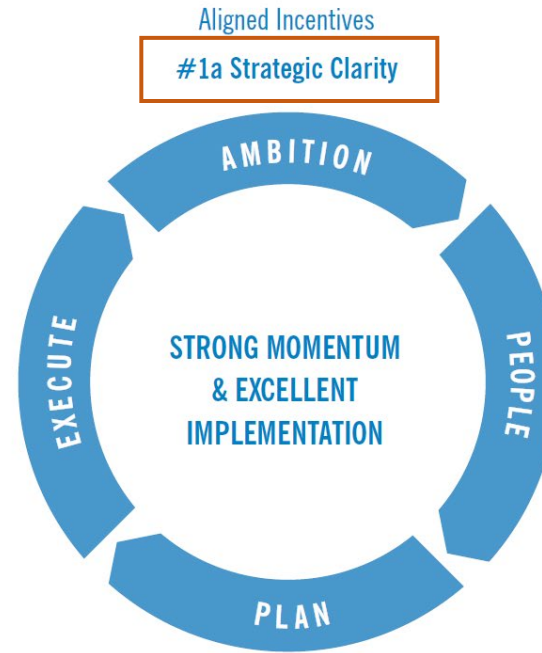 Aligned Incentives
#1a Strategic Clarity
AMBITION
PEOPLE
PLAN
EXECUTE
STRONG MOMENTUM
& EXCELLENT
IMPLEMENTATION